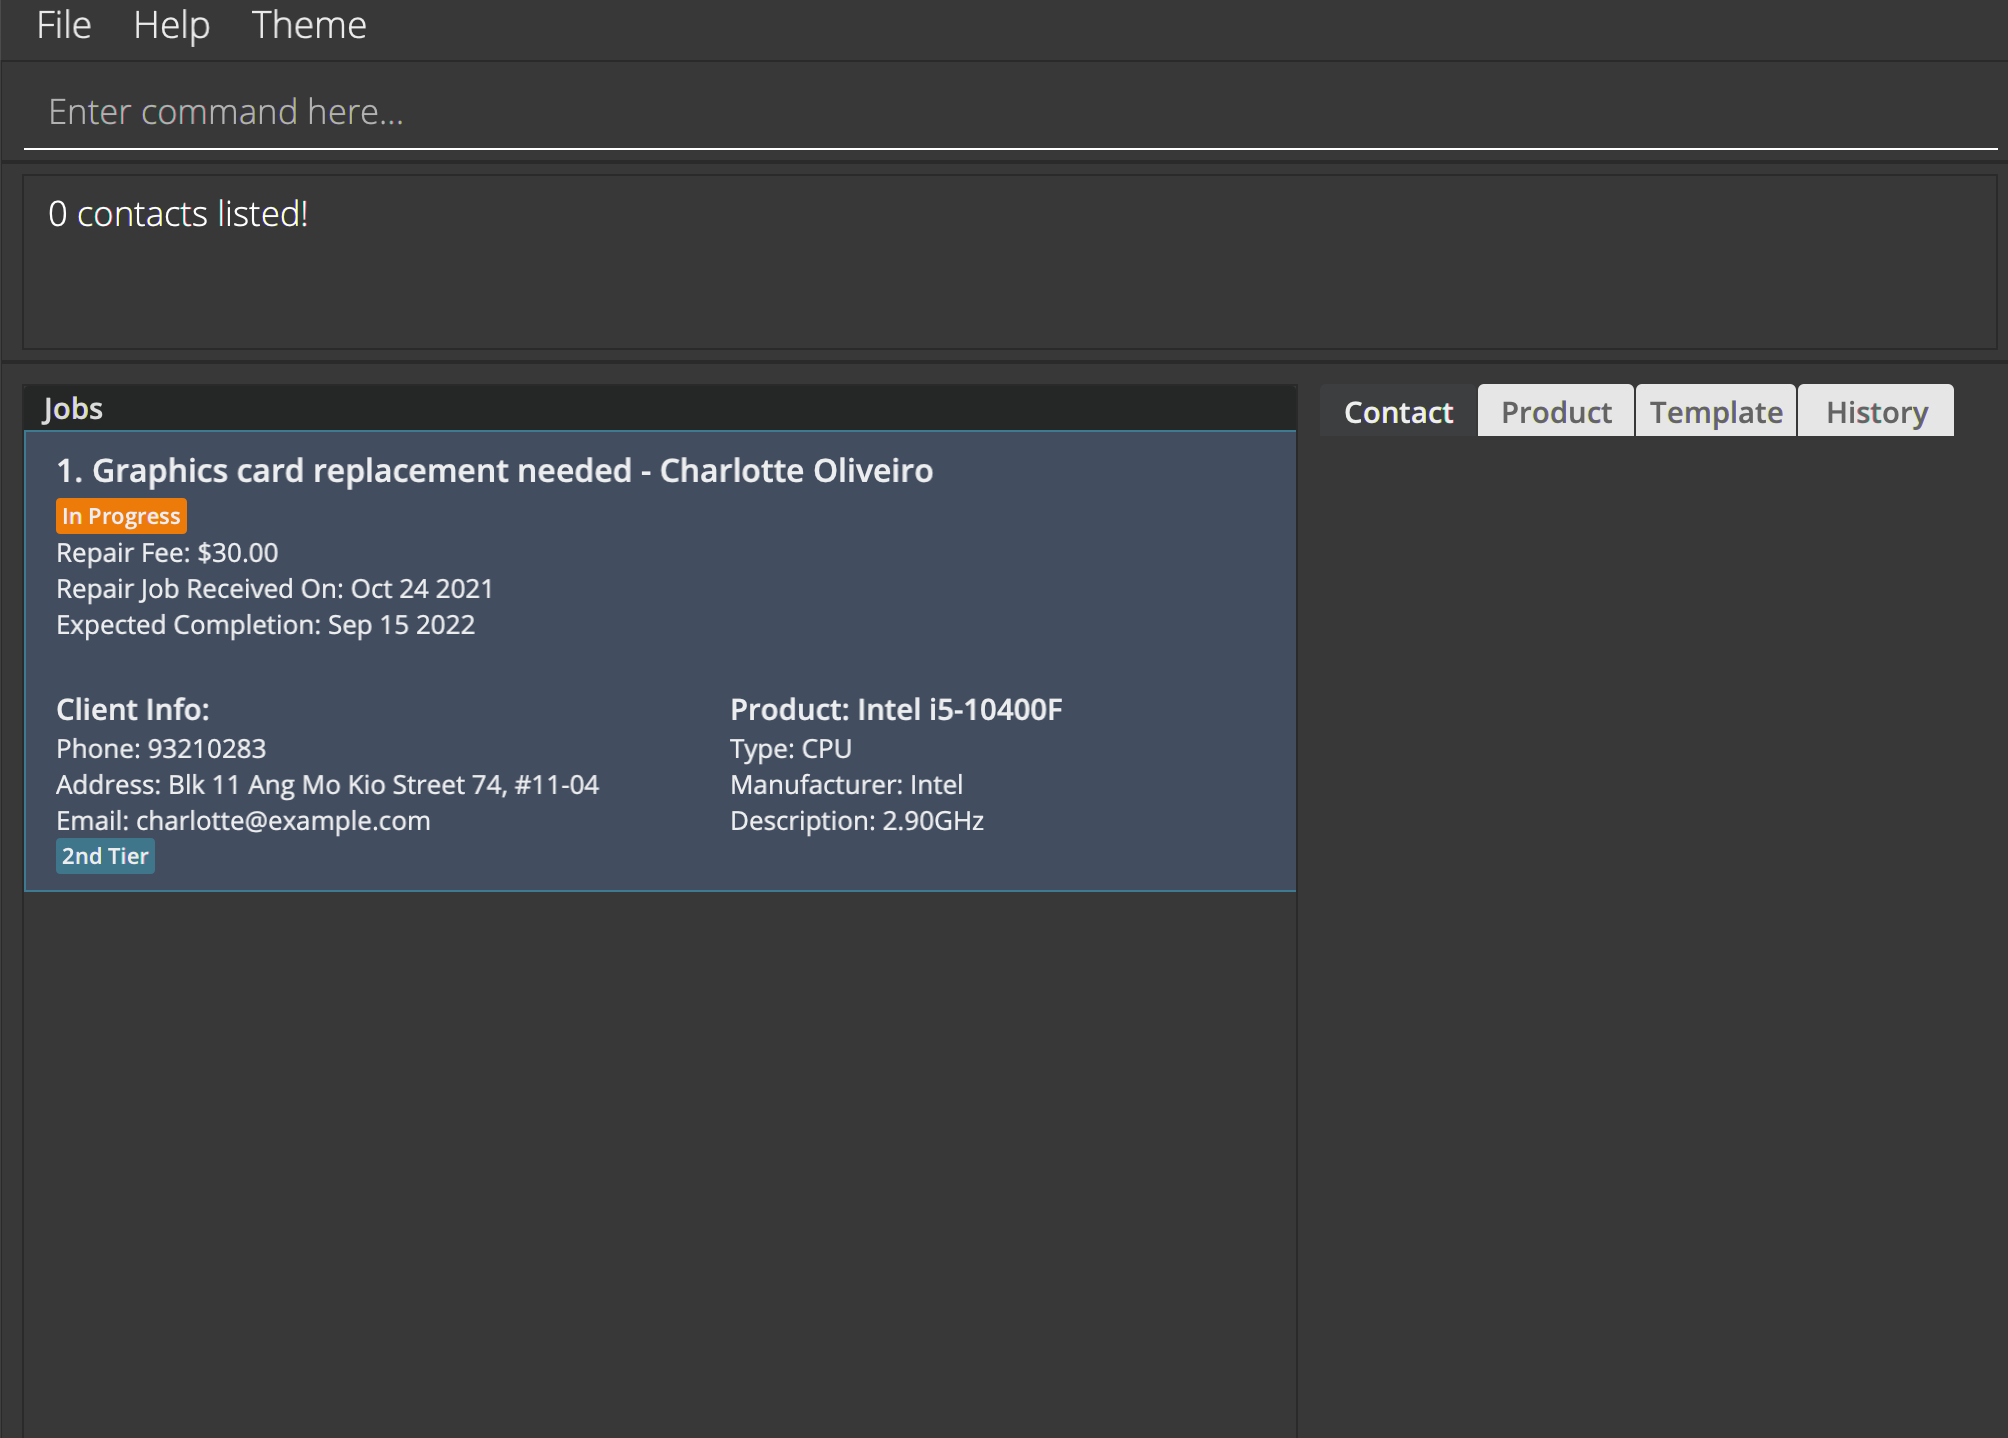 File Help Theme
Enter command here...
0 contacts listed!
Jobs
1. Graphics card replacement needed - Charlotte Oliveiro
In Progress
Repair Fee: $30.00
Repair Job Received On: Oct 24 2021
Expected Completion: Sep 15 2022
Client Info:
Phone: 93210283
Address: Blk 11 Ang Mo Kio Street 74, #11-04
Email: charlotte@example.com
2nd Tier
Product: Intel i5-10400F
Type: CPU
Manufacturer: Intel
Description: 2.90GHz
Contact Product Template History